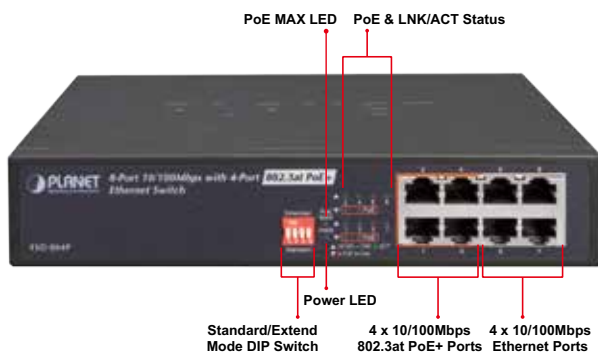 PoE MAX LED PoE & LNK/ACT Status
PLANET
8-Port 10/100Mbps with 4-Port 802.3at PoE+
Ethernet Switch
FSD-804P
Power LED
Standard/Extend
Mode DIP Switch
4 x 10/100Mbps
802.3at PoE+ Ports
4 x 10/100Mbps
Ethernet Ports